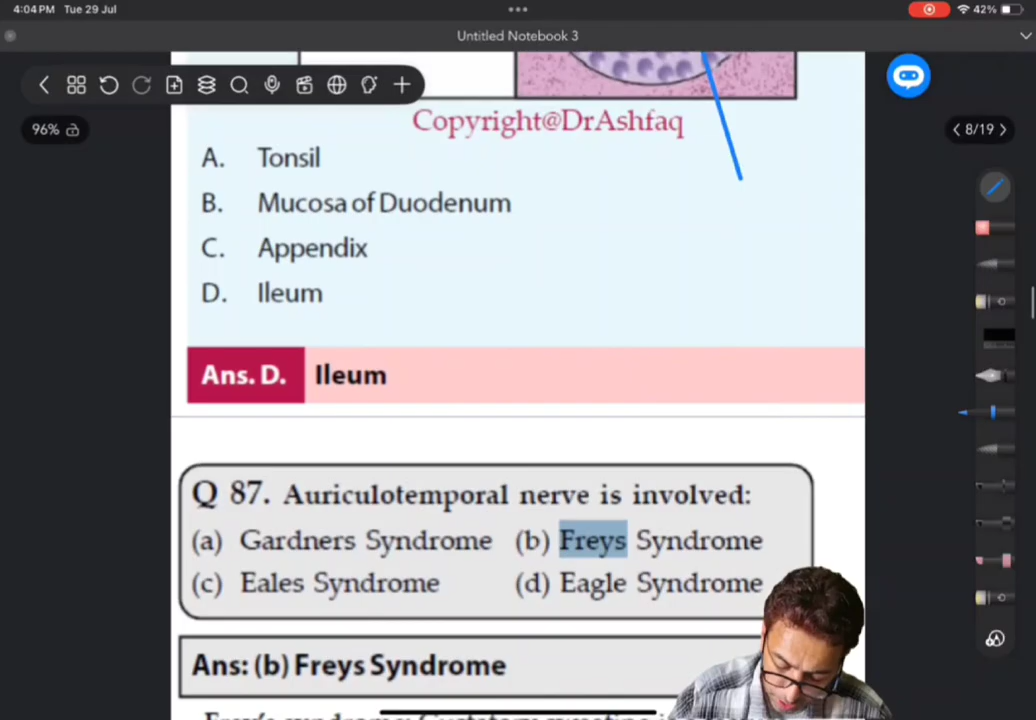 4:04 PM Tue 29 Jul
42%
Untitled Notebook 3
96%
8/19
Copyright@DrAshfaq
A. Tonsil
B. Mucosa of Duodenum
C. Appendix
D. Ileum
Ans. D. Ileum
Q 87. Auriculotemporal nerve is involved:
(a) Gardners Syndrome (b) Freys Syndrome
(c) Eales Syndrome (d) Eagle Syndrome
Ans: (b) Freys Syndrome